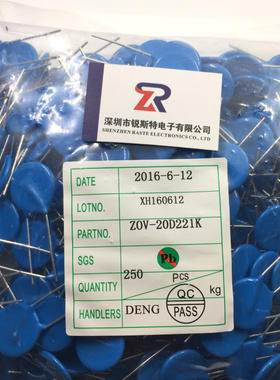 ZR
深圳市锐斯特电子有限公司
SHENZHEN RASTE ELECTRONICS CO., LTD
DATE 2016-6-12
LOTNO. XH160612
PARTNO. ZOV-20D221K
SGS Pb
QUANTITY 250 PCS kg
HANDLERS DENG QC PASS